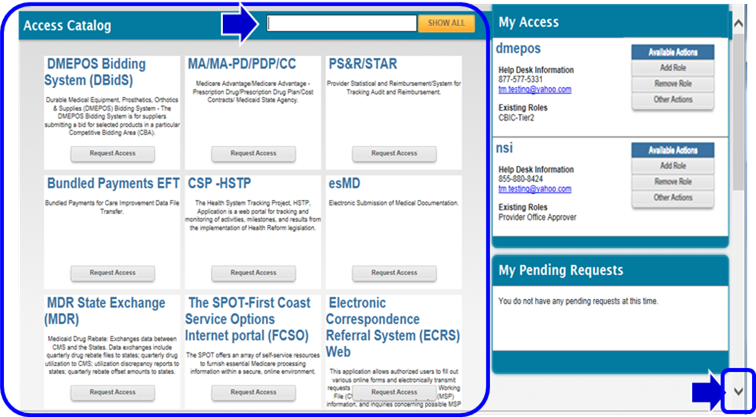 Access Catalog
SHOW ALL
DMEPOS Bidding
System (DBidS)
Durable Medical Equipment, Prosthetics, Orthotics
& Supplies (DMEPOS) Bidding System - The
DMEPOS Bidding System is for suppliers
submitting a bid for selected products in a particular
Competitive Bidding Area (CBA).
Request Access
MA/MA-PD/PDP/CC
Medicare Advantage/Medicare Advantage -
Prescription Drug/Prescription Drug Plan/Cost
Contracts/ Medicaid State Agency.
Request Access
PS&R/STAR
Provider Statistical and Reimbursement/System for
Tracking Audit and Reimbursement.
Request Access
Bundled Payments EFT
Bundled Payments for Care Improvement Data File
Transfer.
Request Access
CSP -HSTP
The Health System Tracking Project, HSTP,
Application is a web portal for tracking and
monitoring of activities, milestones, and results from
the implementation of Health Reform legislation.
Request Access
esMD
Electronic Submission of Medical Documentation.
Request Access
MDR State Exchange
(MDR)
Medicaid Drug Rebate: Exchanges data between
CMS and the States. Data exchanges include
quarterly drug rebate files to states; quarterly drug
utilization to CMS; utilization discrepancy reports to
states; quarterly rebate offset amounts to states.
Request Access
The SPOT-First Coast
Service Options
Internet portal (FCSO)
The SPOT offers an array of self-service resources
to furnish essential Medicare processing
information within a secure, online environment.
Request Access
Electronic
Correspondence
Referral System (ECRS)
Web
This application allows authorized users to fill out
various online forms and electronically transmit
requests Working
File (C (MSP)
information, and inquiries concerning possible MSP
Request Access
My Access
dmepos
Help Desk Information
877-577-5331
tm.testing@yahoo.com
Existing Roles
CBIC-Tier2
Available Actions
Add Role
Remove Role
Other Actions
nsi
Help Desk Information
855-880-8424
tm.testing@yahoo.com
Existing Roles
Provider Office Approver
Available Actions
Add Role
Remove Role
Other Actions
My Pending Requests
You do not have any pending requests at this time.